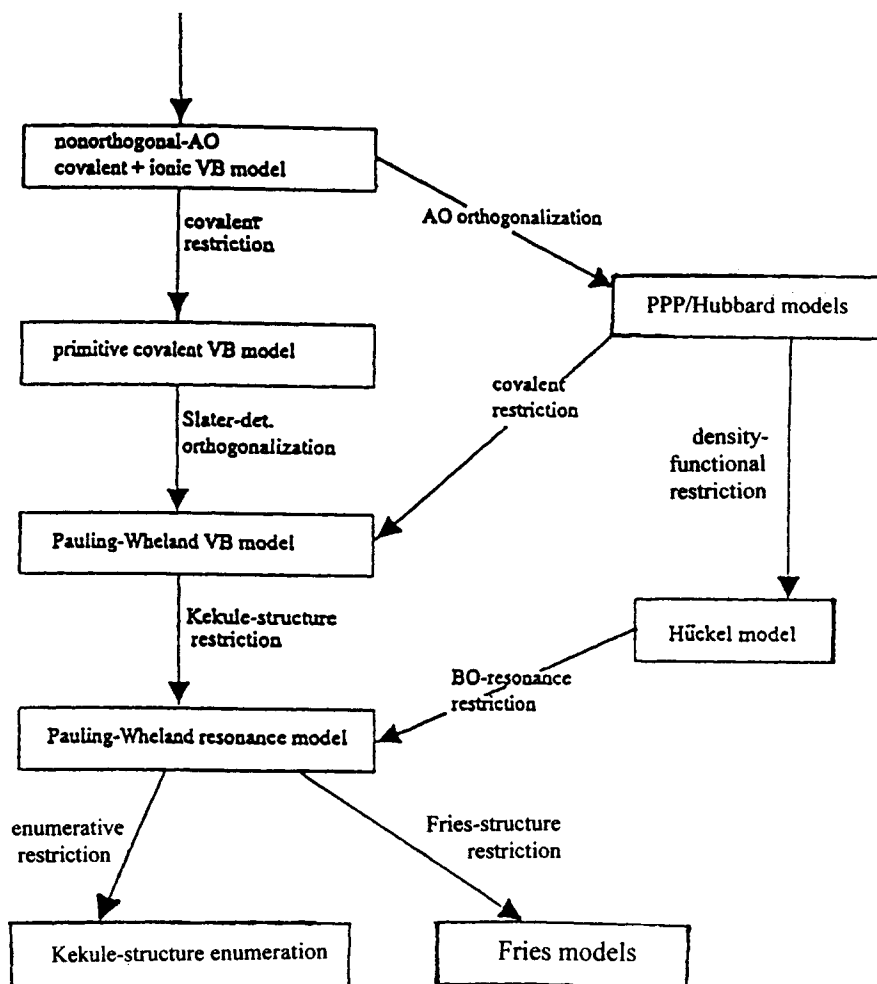 nonorthogonal-AO
covalent + ionic VB model
covalent
restriction
AO orthogonalization
PPP/Hubbard models
primitive covalent VB model
Slater-det.
orthogonalization
covalent
restriction
density-
functional
restriction
Pauling-Wheland VB model
Kekule-structure
restriction
Hückel model
BO-resonance
restriction
Pauling-Wheland resonance model
enumerative
restriction
Fries-structure
restriction
Kekule-structure enumeration
Fries models